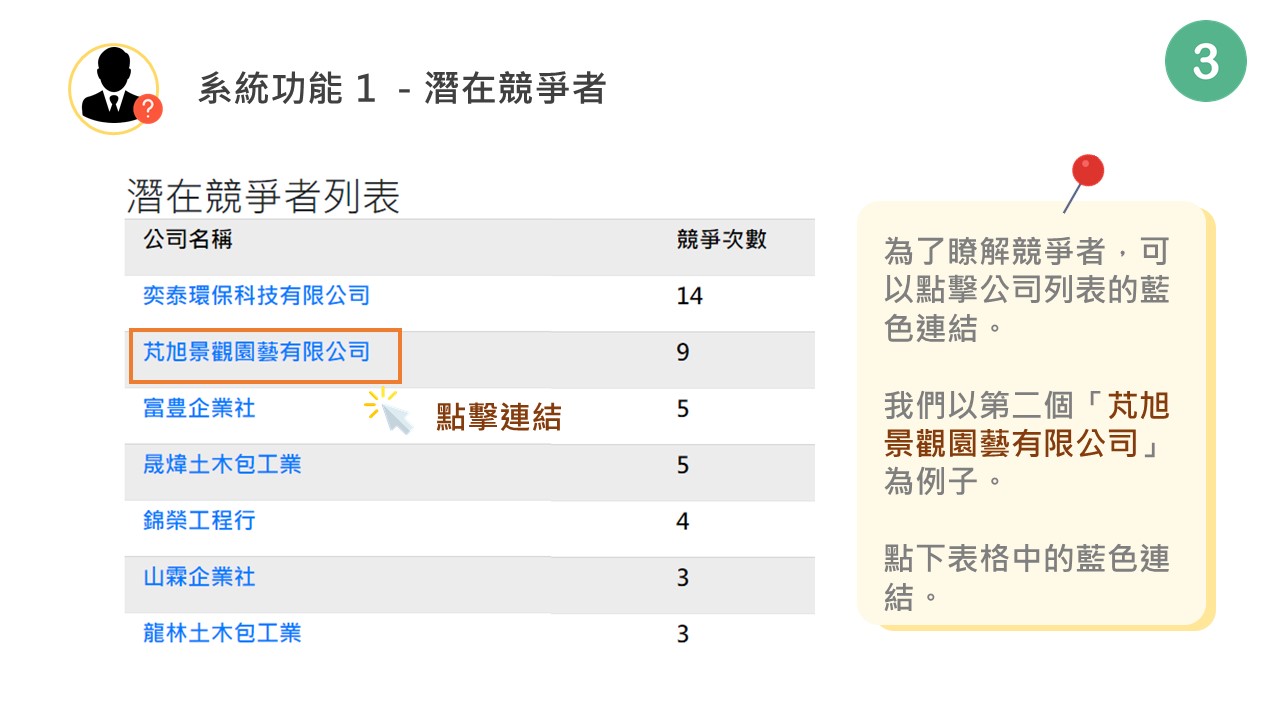 系統功能 1 - 潛在競爭者
3
?
潛在競爭者列表
公司名稱 競爭次數
奕泰環保科技有限公司 14
芃旭景觀園藝有限公司 9
富豊企業社 5
點擊連結
晟煒土木包工業 5
錦榮工程行 4
山霖企業社 3
龍林土木包工業 3
為了瞭解競爭者，可
以點擊公司列表的藍
色連結。
我們以第二個「芃旭
景觀園藝有限公司」
為例子。
點下表格中的藍色連
結。